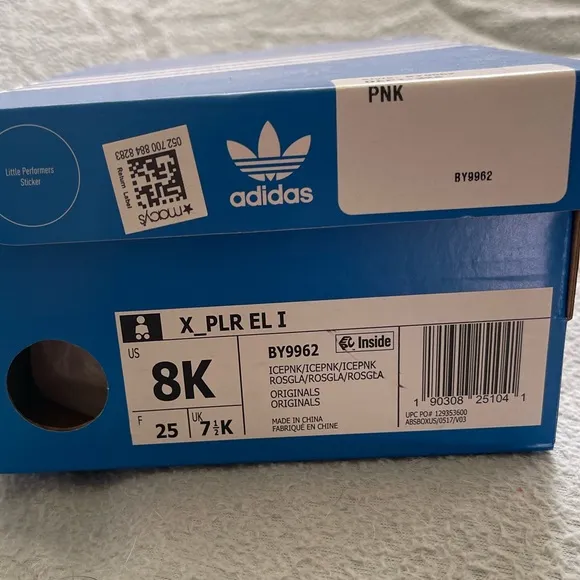 PNK
BY9962
Little Performers
Sticker
052 700 884 8283
Return Label
★macy's
adidas
X_PLR EL I
US
8K
F
25
UK
7½K
BY9962
Inside
ICEPNK/ICEPNK/ICEPNK
ROSGLA/ROSGLA/ROSGLA
ORIGINALS
ORIGINALS
MADE IN CHINA
FABRIQUÉ EN CHINE
1 90308 25104 1
UPC PO# 129353600
ABSBOXUS/0517/V03